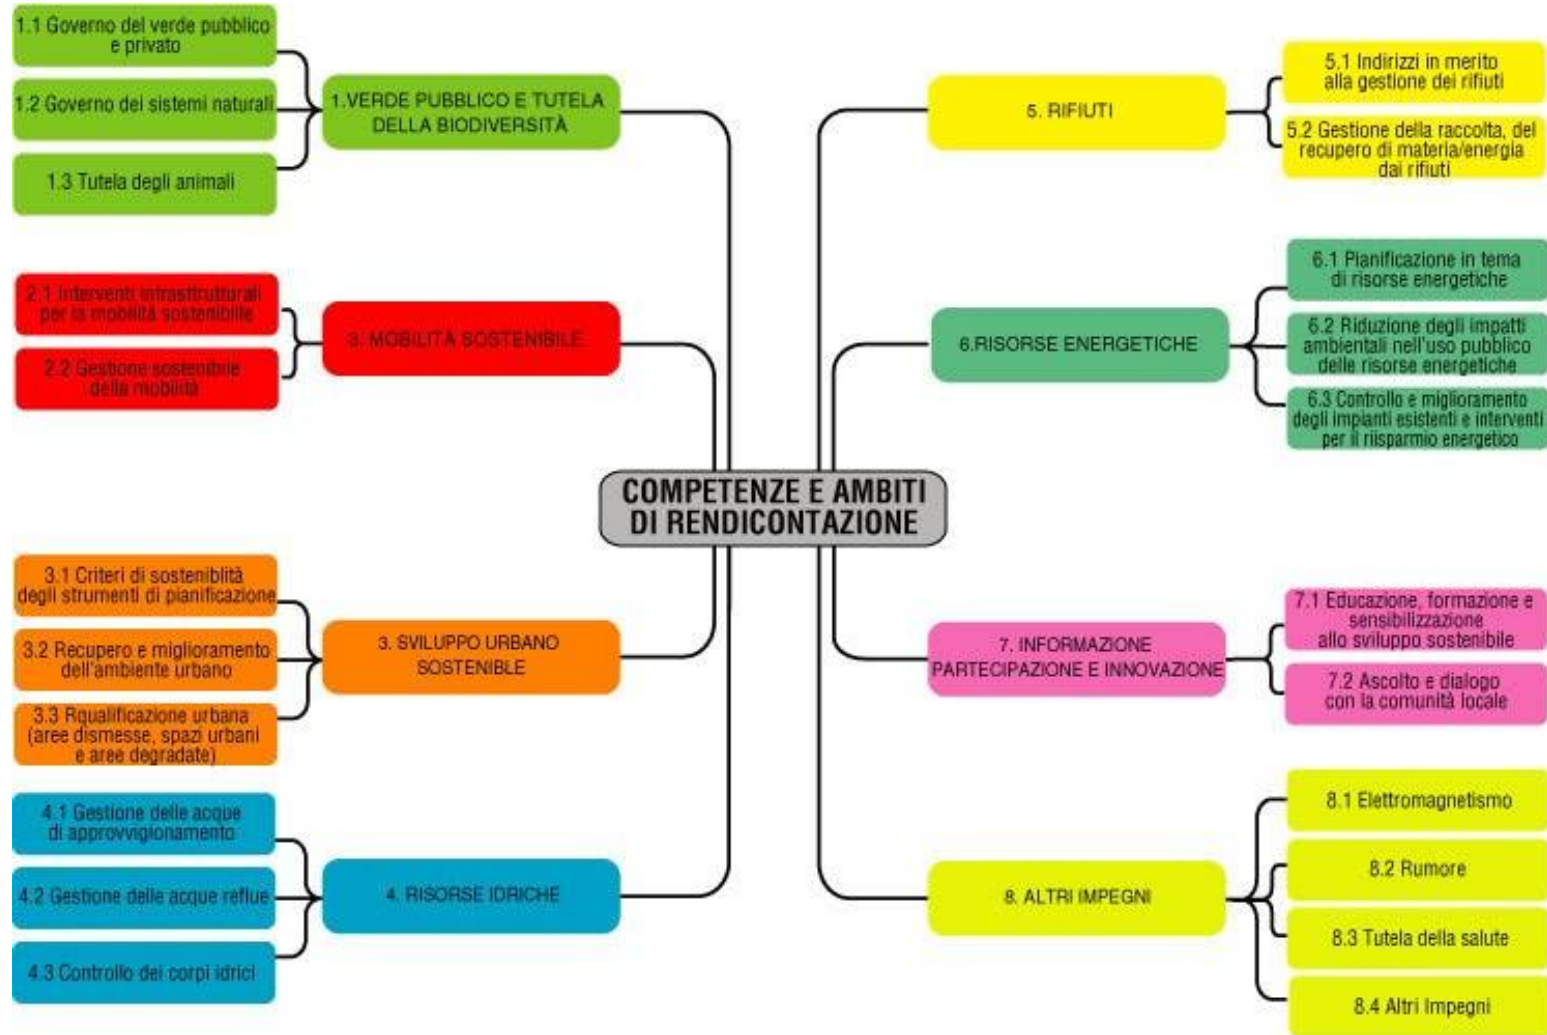 1.1 Governo del verde pubblico
e privato
1.2 Governo dei sistemi naturali
1.3 Tutela degli animali
1.VERDE PUBBLICO E TUTELA
DELLA BIODIVERSITÀ
2.1 Interventi infrastrutturali
per la mobilità sostenibile
2.2 Gestione sostenibile
della mobilità
3. MOBILITÀ SOSTENIBILE
3.1 Criteri di sosteniblità
degli strumenti di pianificazione
3.2 Recupero e miglioramento
dell'ambiente urbano
3.3 Rqualificazione urbana
(aree dismesse, spazi urbani
e aree degradate)
3. SVILUPPO URBANO
SOSTENIBLE
4.1 Gestione delle acque
di approvvigionamento
4.2 Gestione delle acque reflue
4.3 Controllo dei corpi idrici
4. RISORSE IDRICHE
COMPETENZE E AMBITI
DI RENDICONTAZIONE
5. RIFIUTI
5.1 Indirizzi in merito
alla gestione dei rifiuti
5.2 Gestione della raccolta, del
recupero di materia/energia
dai rifiuti
6.RISORSE ENERGETICHE
6.1 Pianificazione in tema
di risorse energetiche
6.2 Riduzione degli impatti
ambientali nell'uso pubblico
delle risorse energetiche
6.3 Controllo e miglioramento
degli impianti esistenti e interventi
per il riisparmio energetico
7. INFORMAZIONE
PARTECIPAZIONE E INNOVAZIONE
7.1 Educazione, formazione e
sensibilizzazione
allo sviluppo sostenibile
7.2 Ascolto e dialogo
con la comunità locale
8. ALTRI IMPEGNI
8.1 Elettromagnetismo
8.2 Rumore
8.3 Tutela della salute
8.4 Altri Impegni